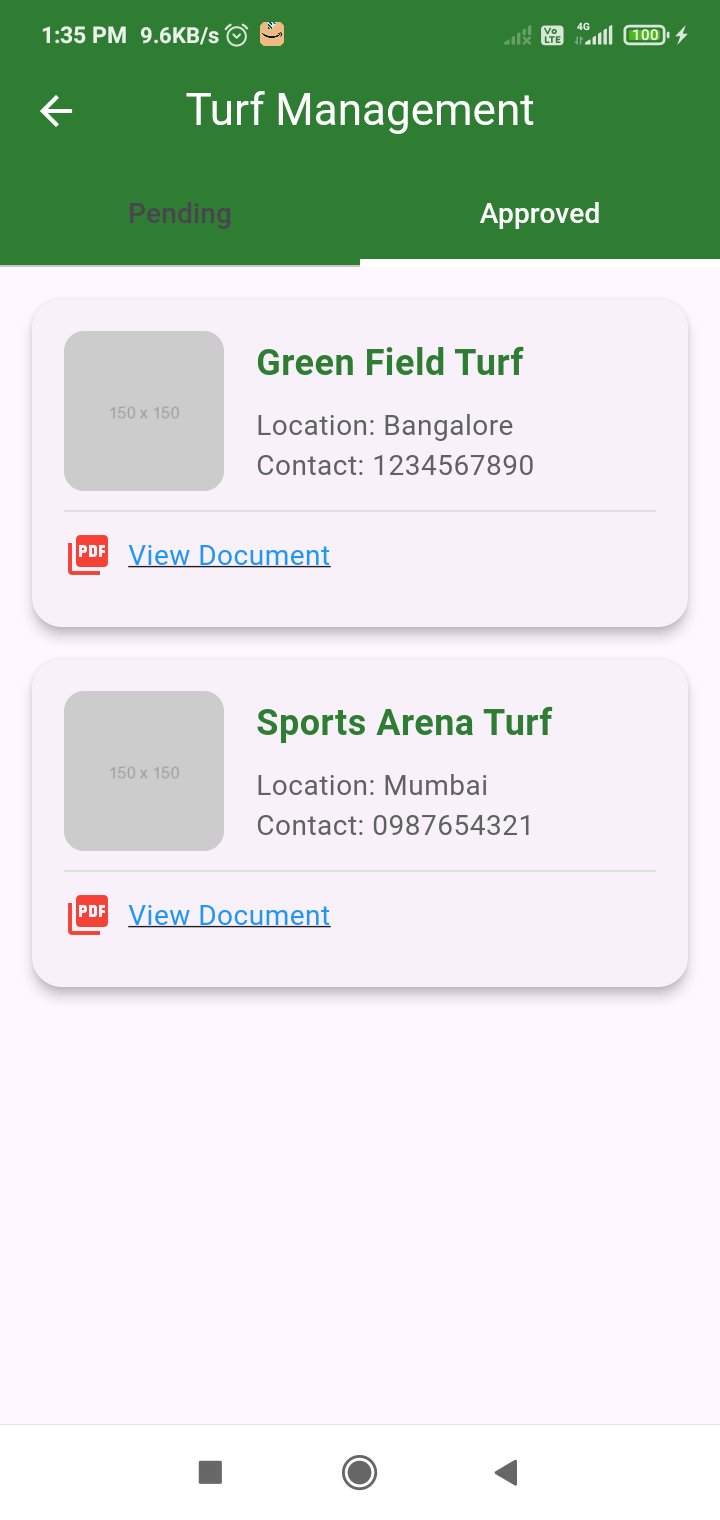 1:35 PM 9.6KB/s Vo LTE 4G 100
Turf Management
Pending Approved
150 x 150
Green Field Turf
Location: Bangalore
Contact: 1234567890
PDF View Document
150 x 150
Sports Arena Turf
Location: Mumbai
Contact: 0987654321
PDF View Document